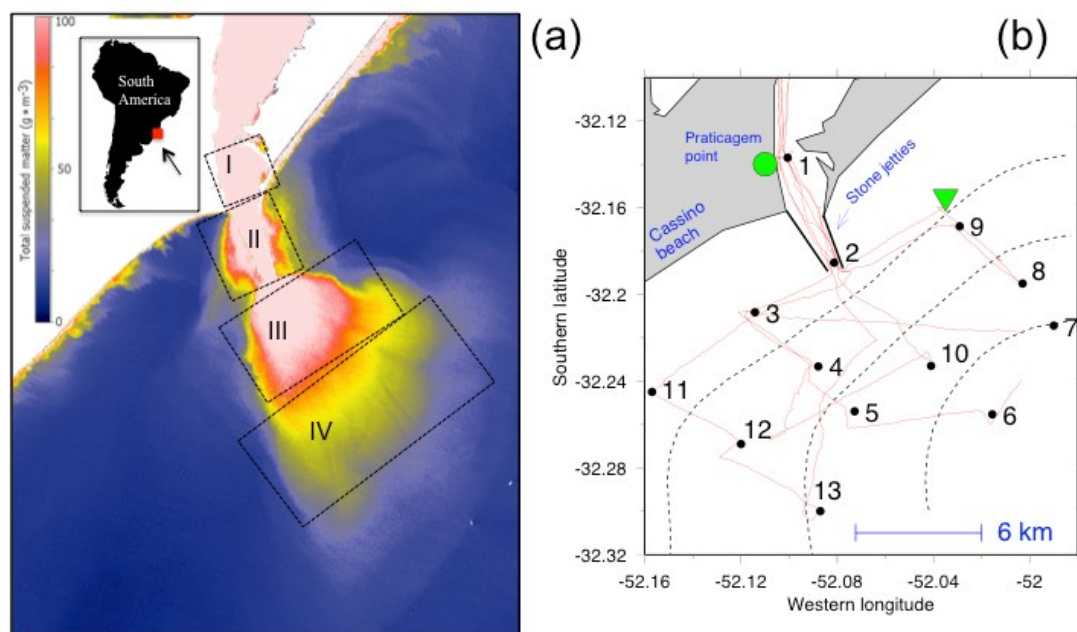 (a)
100
50
0
Total suspended matter (g * m⁻³)
South
America
I
II
III
IV
(b)
-32.12
-32.16
-32.2
-32.24
-32.28
-32.32
Southern latitude
Praticagem
point
Stone jetties
Cassino
beach
1
2
9
8
3
7
4
10
11
5
6
12
13
6 km
-52.16
-52.12
-52.08
-52.04
-52
Western longitude